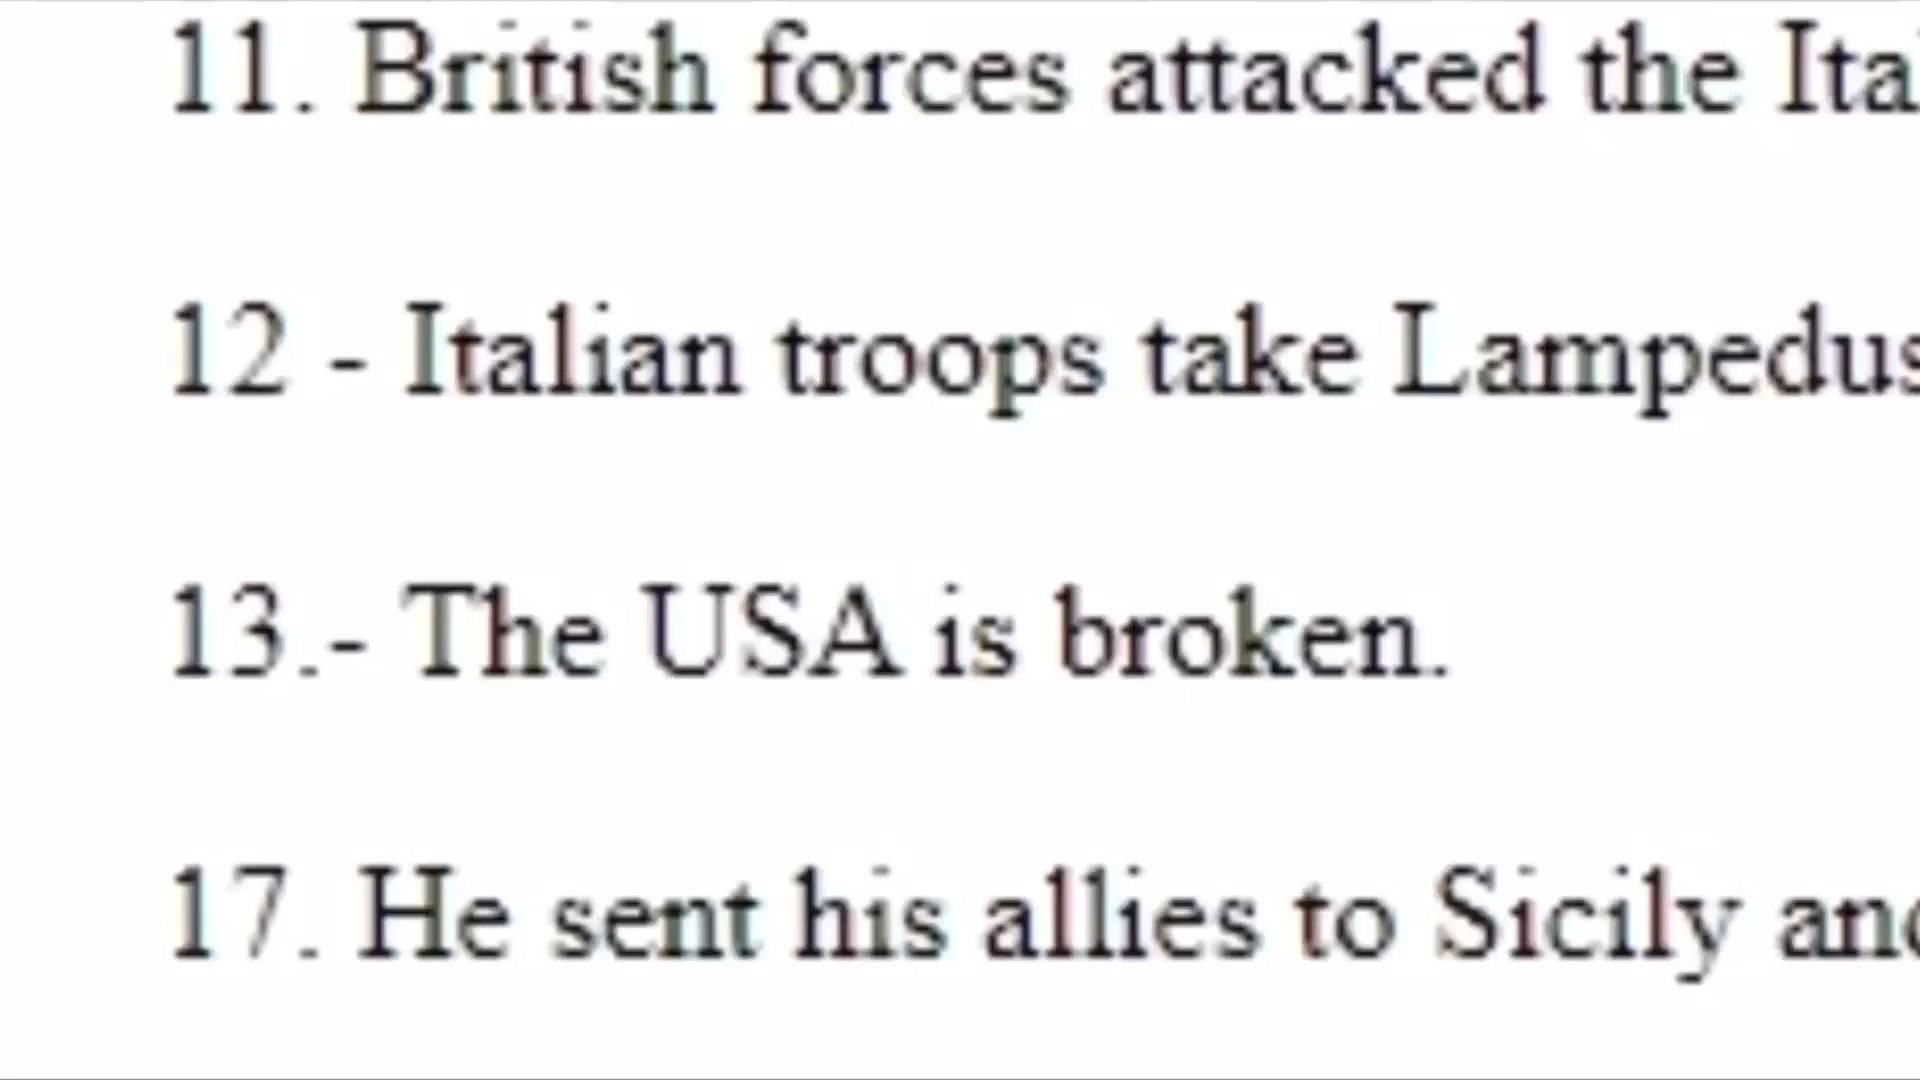 11. British forces attacked the
12 - Italian troops take
13.- The USA is broken.
17. He sent his allies to Sicily